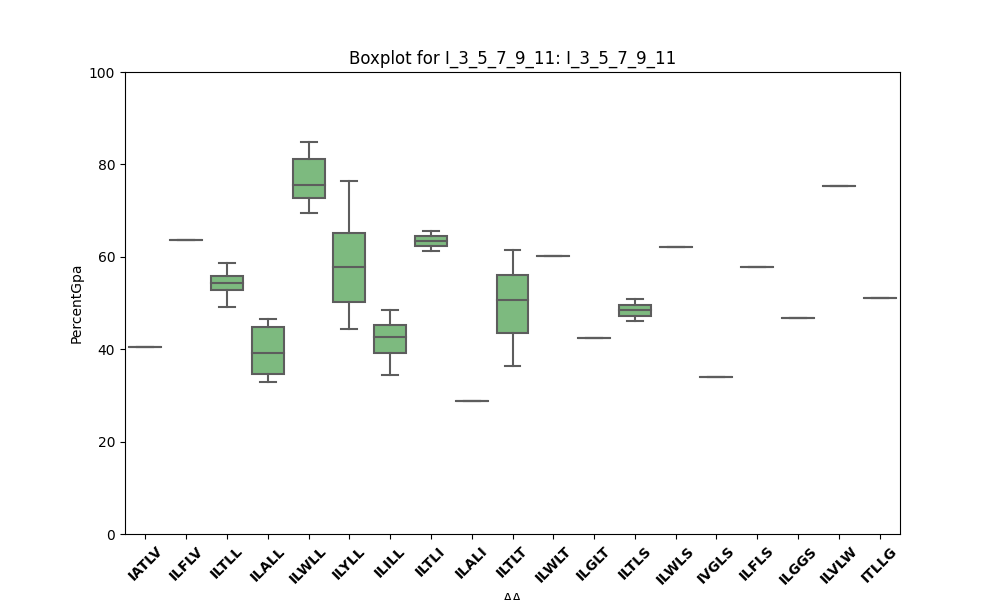 Boxplot for I_3_5_7_9_11: I_3_5_7_9_11
100
80
60
40
20
0
PercentGpa
IATLV
ILFLV
ILTLL
ILALL
ILWLL
ILYLL
ILILL
ILTLI
ILALI
ILTLT
ILWLT
ILGLT
ILTLS
ILWLS
IVGLS
ILFLS
ILGGS
ILVLW
ITLLG
AA